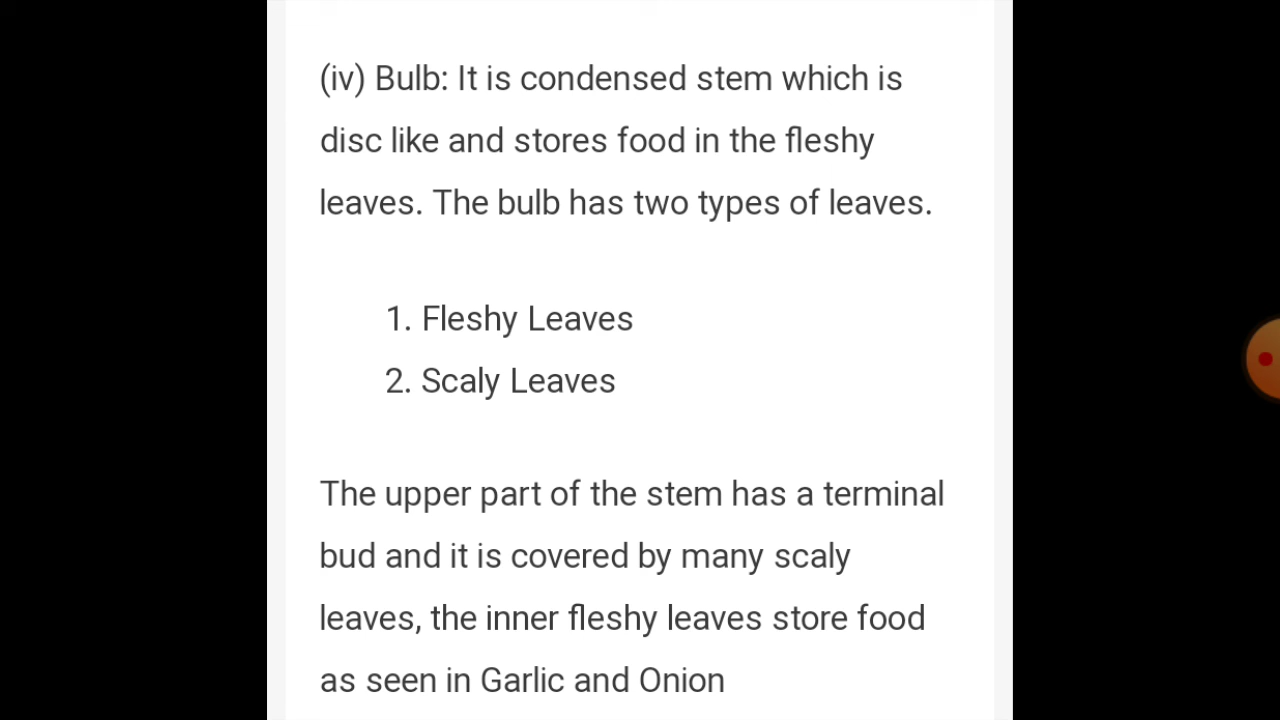 (iv) Bulb: It is condensed stem which is
disc like and stores food in the fleshy
leaves. The bulb has two types of leaves.
1. Fleshy Leaves
2. Scaly Leaves
The upper part of the stem has a terminal
bud and it is covered by many scaly
leaves, the inner fleshy leaves store food
as seen in Garlic and Onion